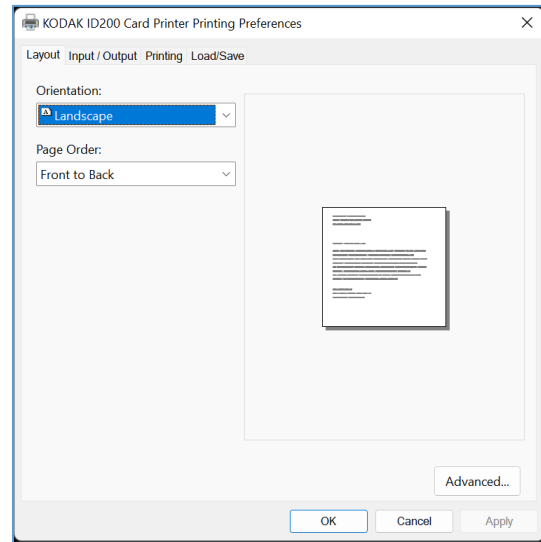 KODAK ID200 Card Printer Printing Preferences
Layout Input / Output Printing Load/Save
Orientation:
A Landscape
Page Order:
Front to Back
Advanced...
OK Cancel Apply